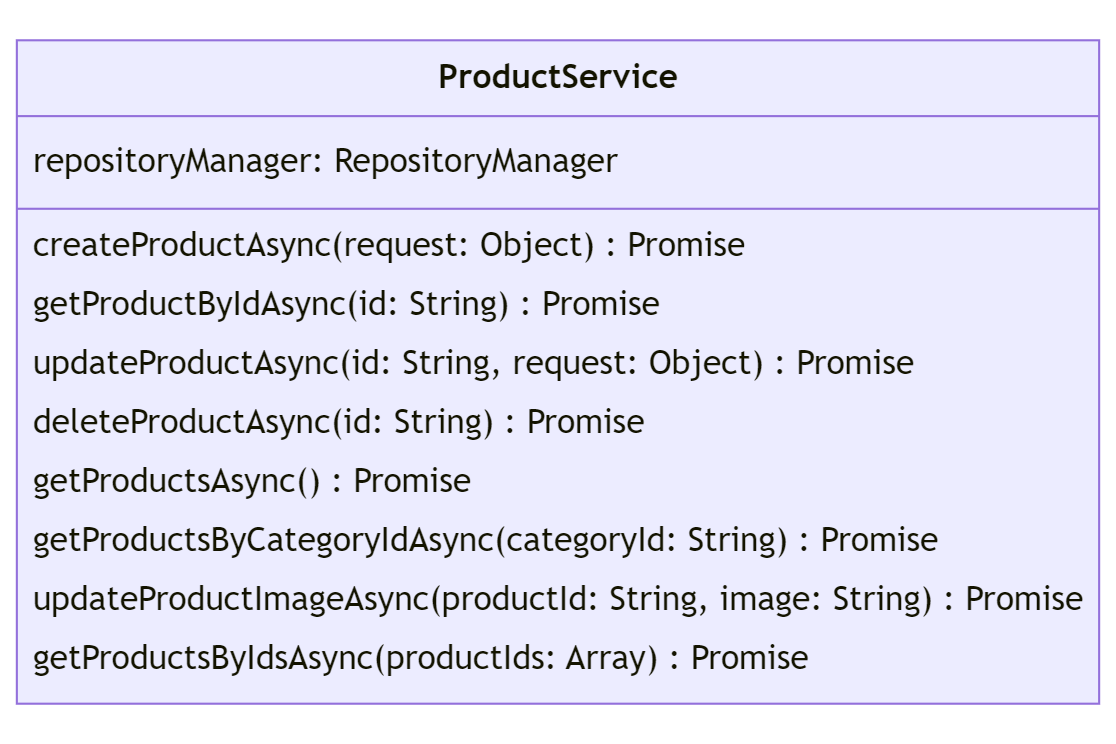 ProductService
repositoryManager: RepositoryManager
createProductAsync(request: Object) : Promise
getProductByIdAsync(id: String) : Promise
updateProductAsync(id: String, request: Object) : Promise
deleteProductAsync(id: String) : Promise
getProductsAsync() : Promise
getProductsByCategoryIdAsync(categoryId: String) : Promise
updateProductImageAsync(productId: String, image: String) : Promise
getProductsByIdsAsync(productIds: Array) : Promise